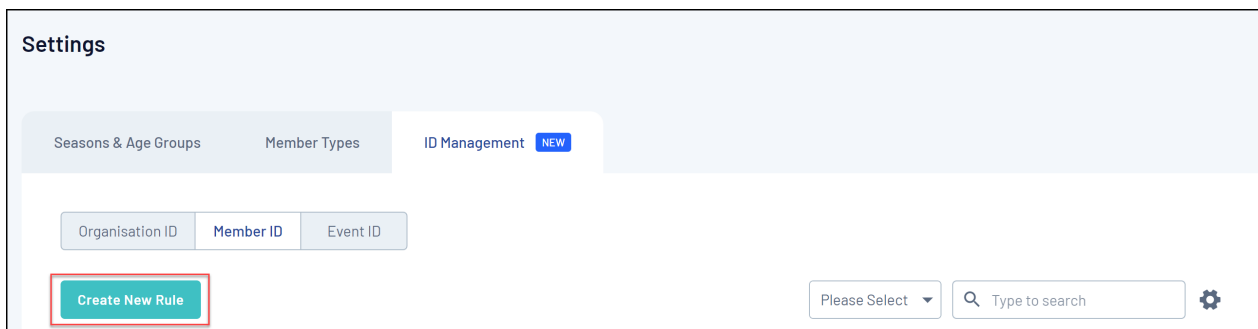 Settings
Seasons & Age Groups Member Types ID Management NEW
Organisation ID Member ID Event ID
Create New Rule Please Select Type to search